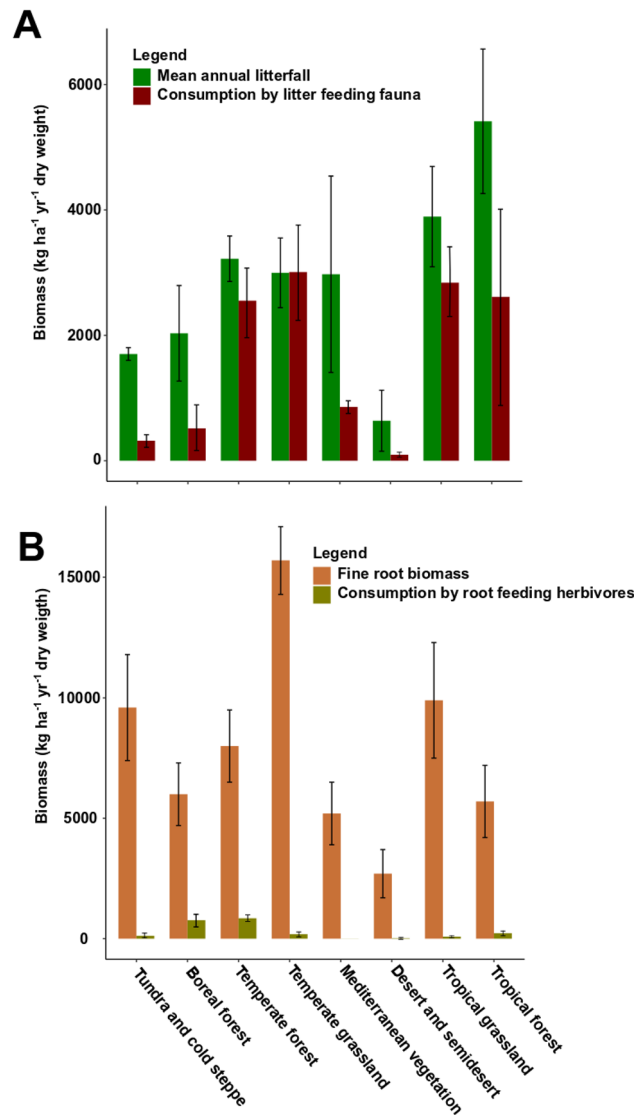 A
Legend
Mean annual litterfall
Consumption by litter feeding fauna
Biomass (kg ha-1 yr-1 dry weight)
6000
4000
2000
0
B
Legend
Fine root biomass
Consumption by root feeding herbivores
Biomass (kg ha-1 yr-1 dry weigth)
15000
10000
5000
0
Tundra and cold steppe
Boreal forest
Temperate forest
Temperate grassland
Mediterranean vegetation
Desert and semidesert
Tropical grassland
Tropical forest